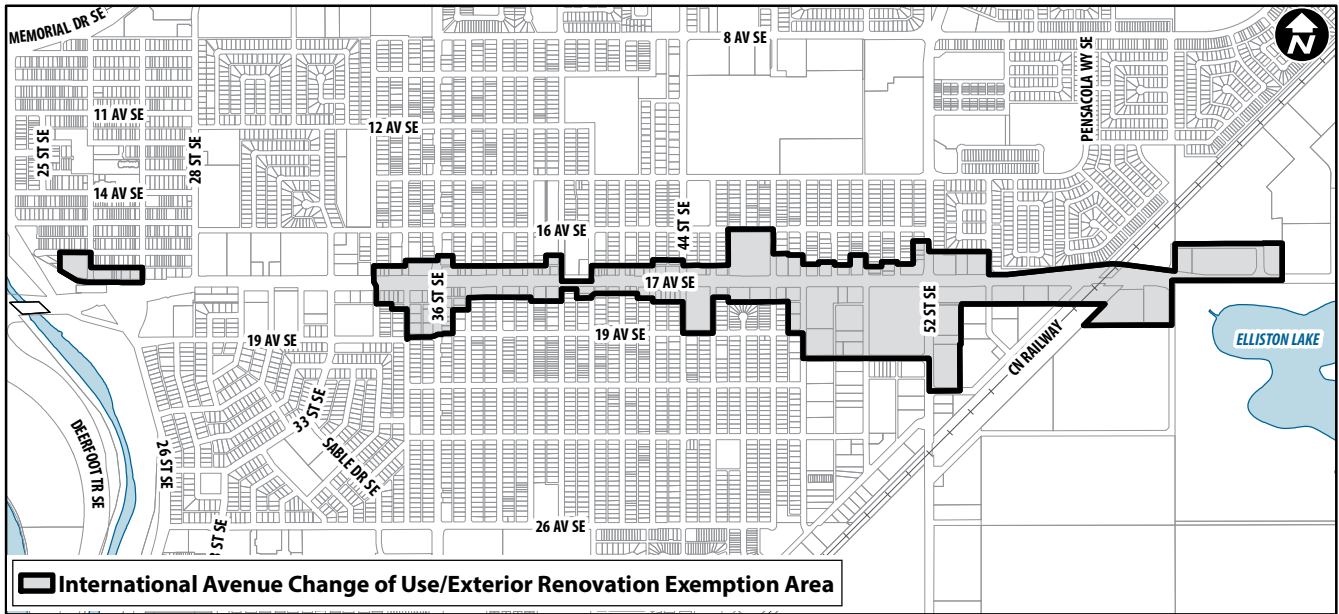 MEMORIAL DR SE
8 AV SE
N
PENSACOLA WY SE
11 AV SE
12 AV SE
25 ST SE
28 ST SE
14 AV SE
16 AV SE
44 ST SE
17 AV SE
36 ST SE
52 ST SE
19 AV SE
19 AV SE
CN RAILWAY
ELLISTON LAKE
33 ST SE
SABLE DR SE
DEERFOOT TR SE
26 ST SE
26 AV SE
ST SE
International Avenue Change of Use/Exterior Renovation Exemption Area